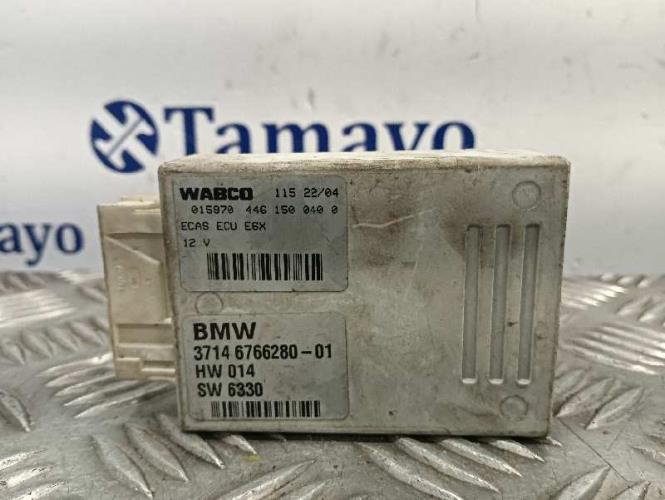 Tamayo
Tam
WABCO 115 22/04
015970 446 150 040 0
ECAS ECU E6X
12 V
BMW
3714 6766280-01
HW 014
SW 6330